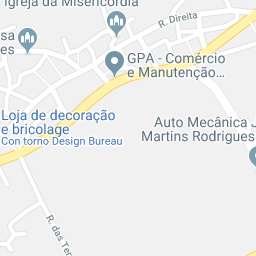 Igreja da Misericórdia
R. Direita
GPA - Comércio
e Manutenção...
Loja de decoração
e bricolage
Con torno Design Bureau
Auto Mecânica J
Martins Rodrigues
R. das